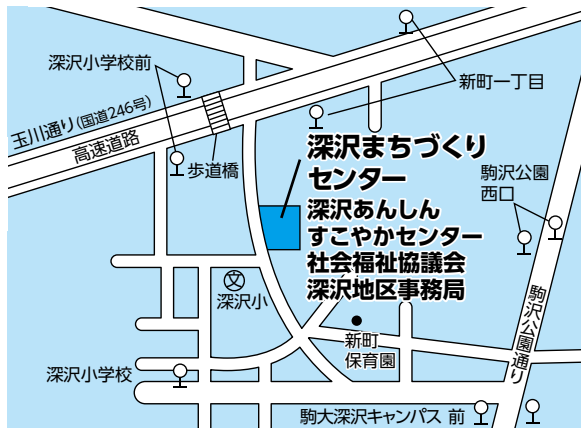 深沢小学校前
新町一丁目
玉川通り(国道246号)
高速道路
歩道橋
深沢まちづくり
センター
深沢あんしん
すこやかセンター
社会福祉協議会
深沢地区事務局
駒沢公園
西口
文
深沢小
新町
保育園
駒沢公園通り
深沢小学校
駒大深沢キャンパス 前